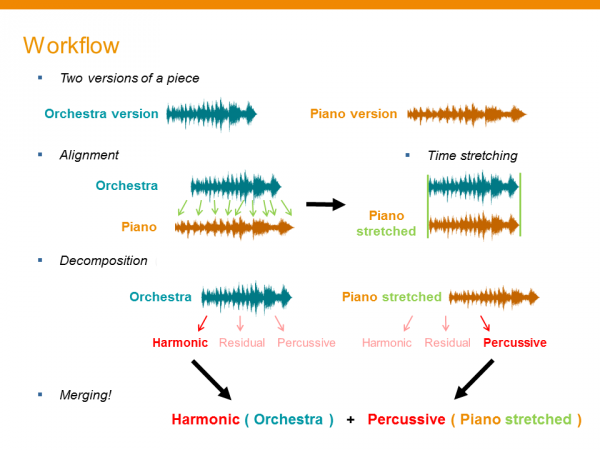 Workflow
▪ Two versions of a piece
Orchestra version Piano version
▪ Alignment ▪ Time stretching
Orchestra
Piano
Piano
stretched
▪ Decomposition
Orchestra Piano stretched
Harmonic Residual Percussive Harmonic Residual Percussive
▪ Merging!
Harmonic ( Orchestra ) + Percussive ( Piano stretched )